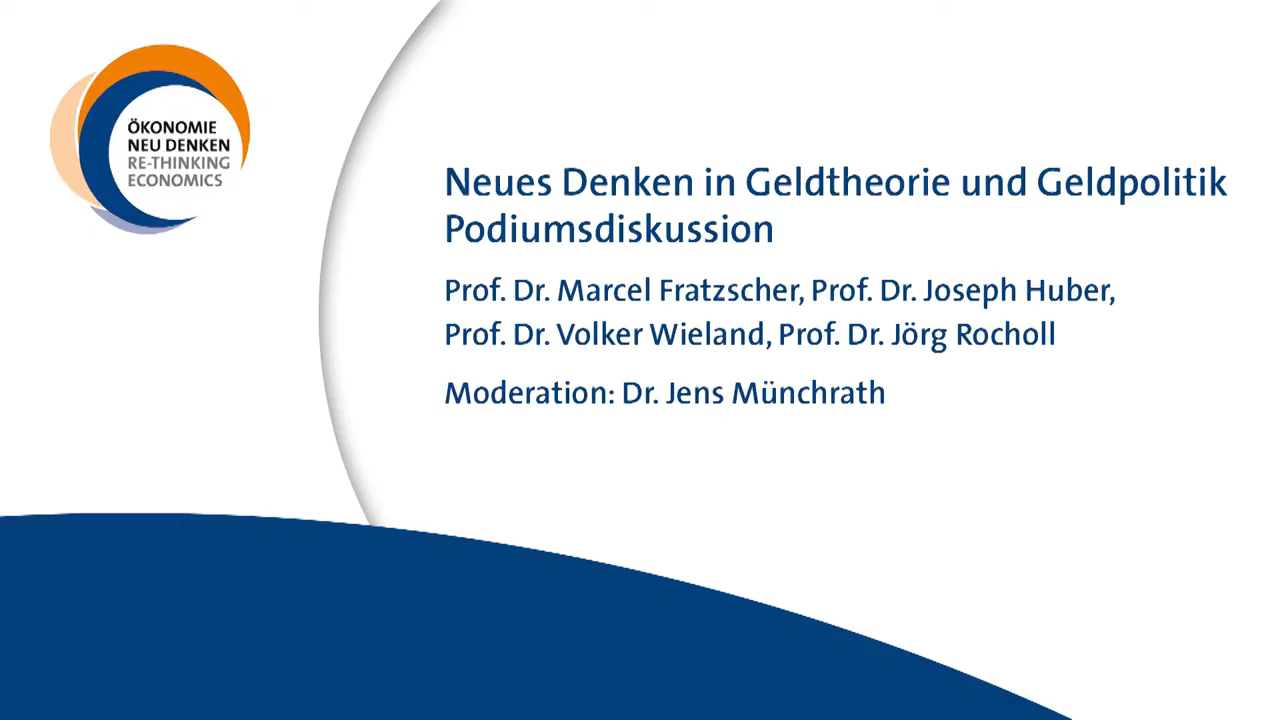 ÖKONOMIE
NEU DENKEN
RE-THINKING
ECONOMICS
Neues Denken in Geldtheorie und Geldpolitik
Podiumsdiskussion
Prof. Dr. Marcel Fratzscher, Prof. Dr. Joseph Huber,
Prof. Dr. Volker Wieland, Prof. Dr. Jörg Rocholl
Moderation: Dr. Jens Münchrath